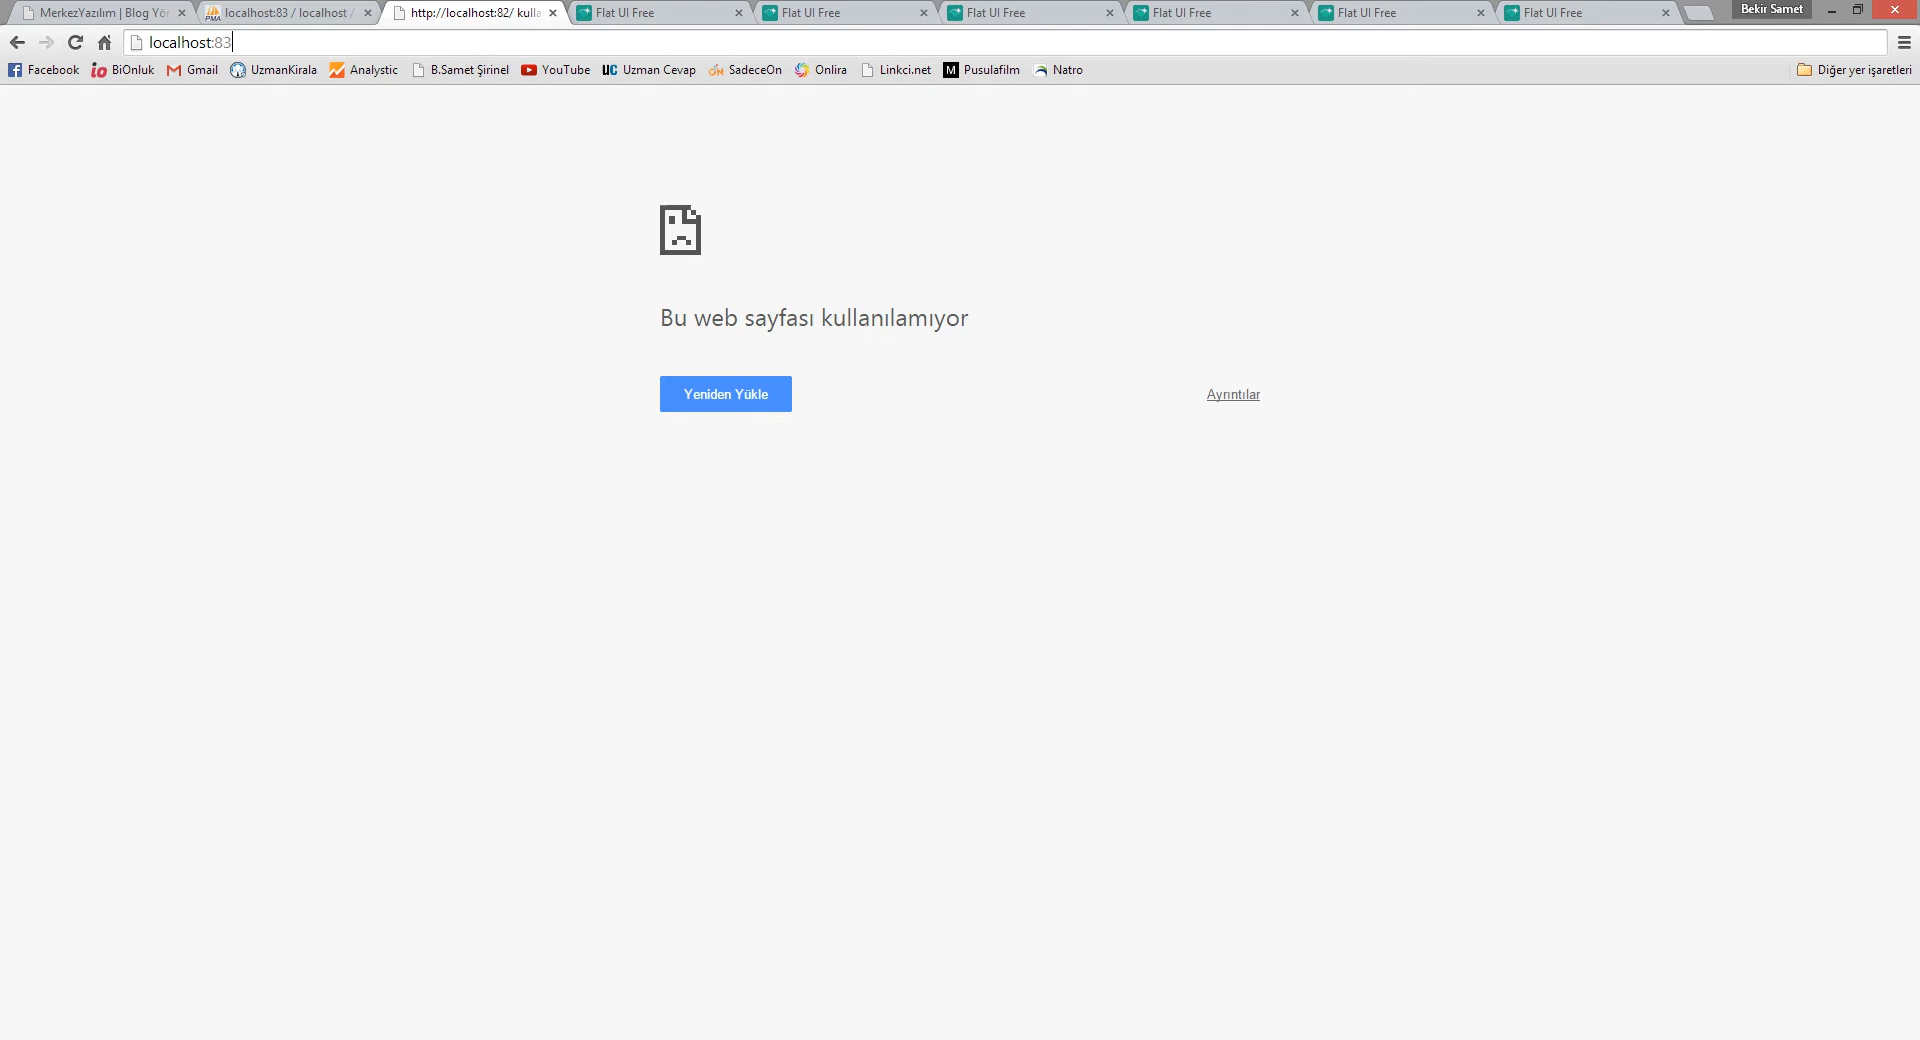 MerkezYazılım | Blog Yör
localhost:83 / localhost /
http://localhost:82/ kulla
Flat UI Free
Flat UI Free
Flat UI Free
Flat UI Free
Flat UI Free
Flat UI Free
Bekir Samet
localhost:83
Facebook
io BiOnluk
Gmail
UzmanKirala
Analystic
B.Samet Şirinel
YouTube
UC Uzman Cevap
SadeceOn
Onlira
Linkci.net
M Pusulafilm
Natro
Diğer yer işaretleri
Bu web sayfası kullanılamıyor
Yeniden Yükle
Ayrıntılar